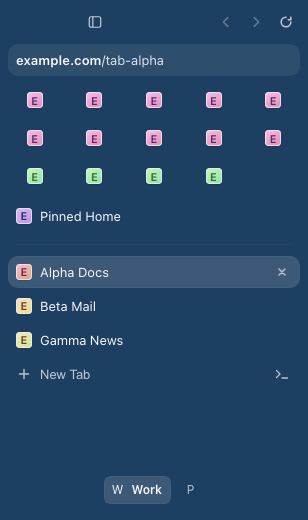 example.com/tab-alpha
E E E E E
E E E E E
E E E E
E Pinned Home
E Alpha Docs
E Beta Mail
E Gamma News
New Tab
W Work P